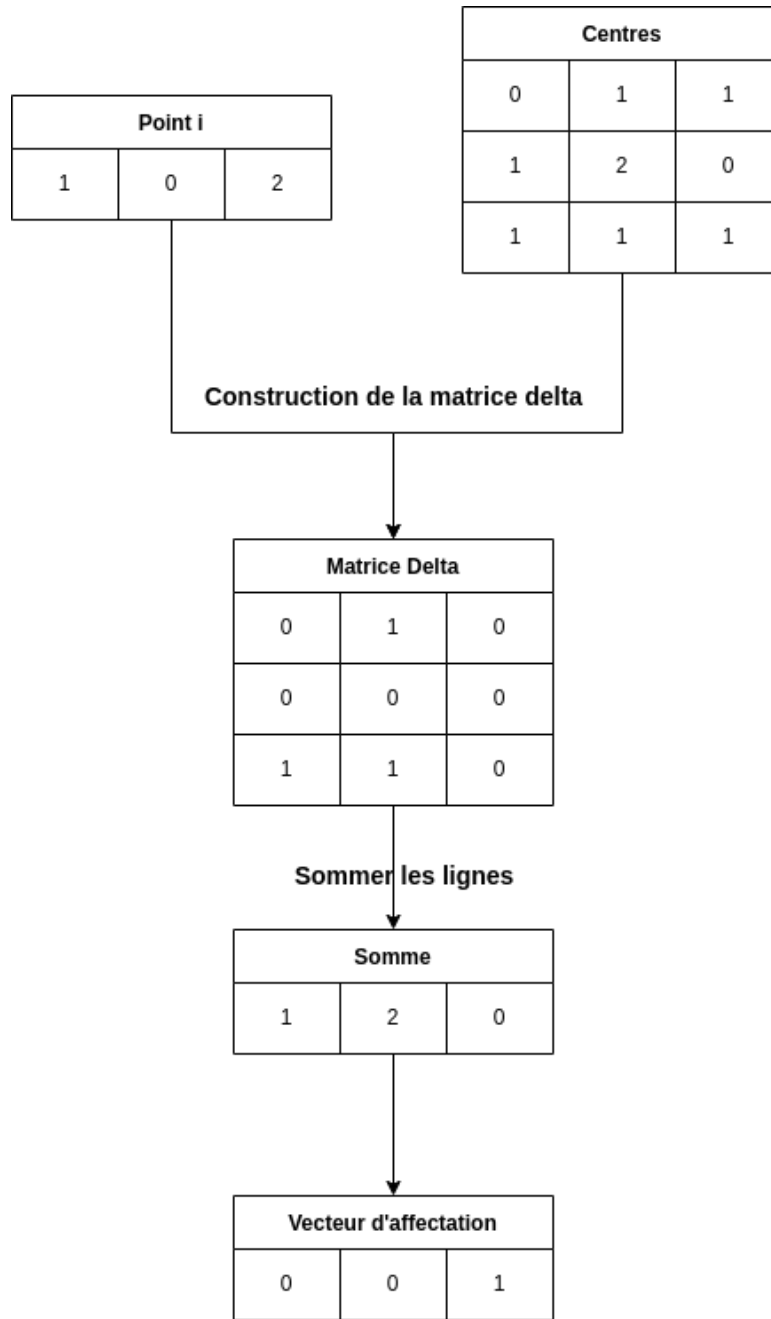 Centres
0 1 1
1 2 0
1 1 1
Point i
1 0 2
Construction de la matrice delta
Matrice Delta
0 1 0
0 0 0
1 1 0
Sommer les lignes
Somme
1 2 0
Vecteur d'affectation
0 0 1